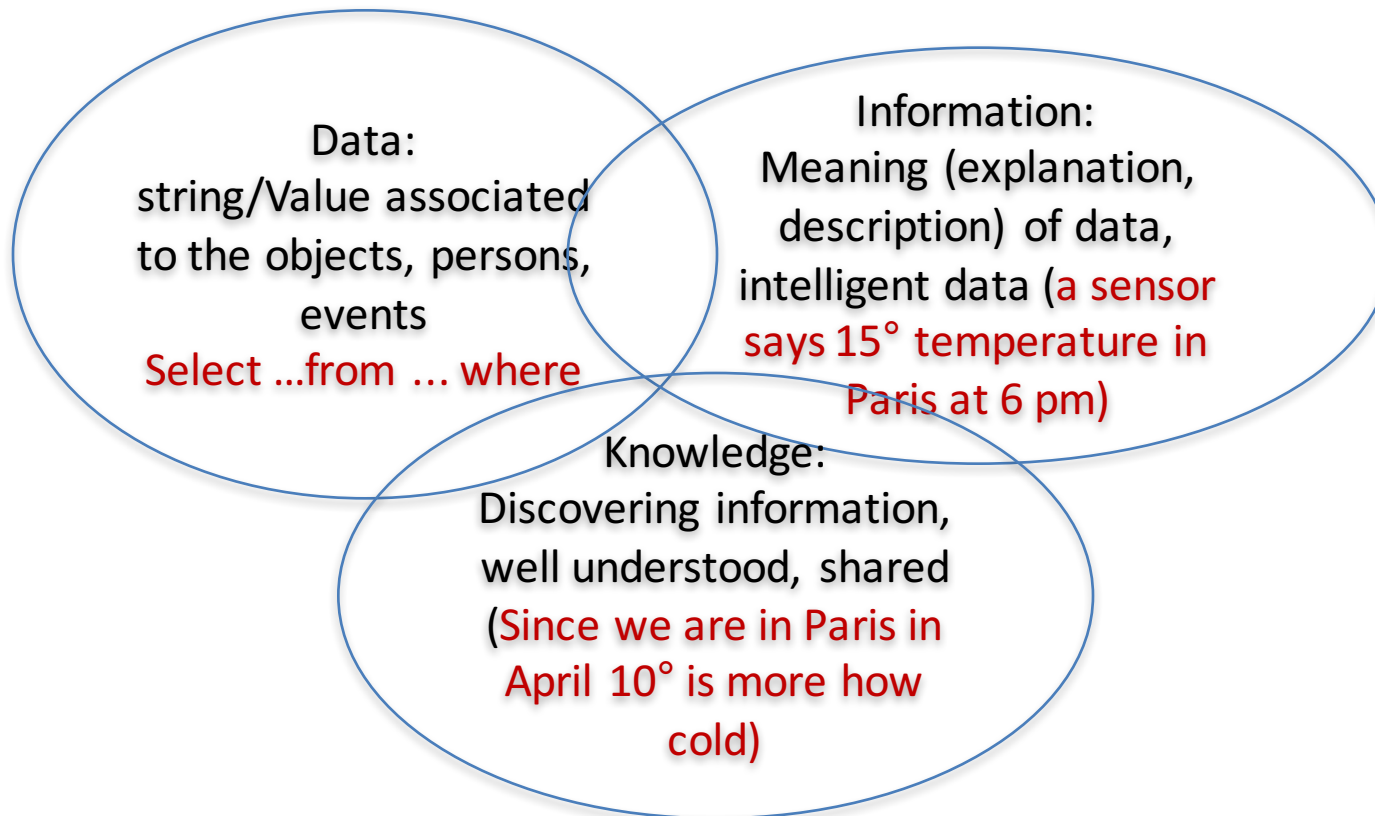 Data:
string/Value associated
to the objects, persons,
events
Select ...from ... where
Information:
Meaning (explanation,
description) of data,
intelligent data (a sensor
says 15° temperature in
Paris at 6 pm)
Knowledge:
Discovering information,
well understood, shared
(Since we are in Paris in
April 10° is more how
cold)